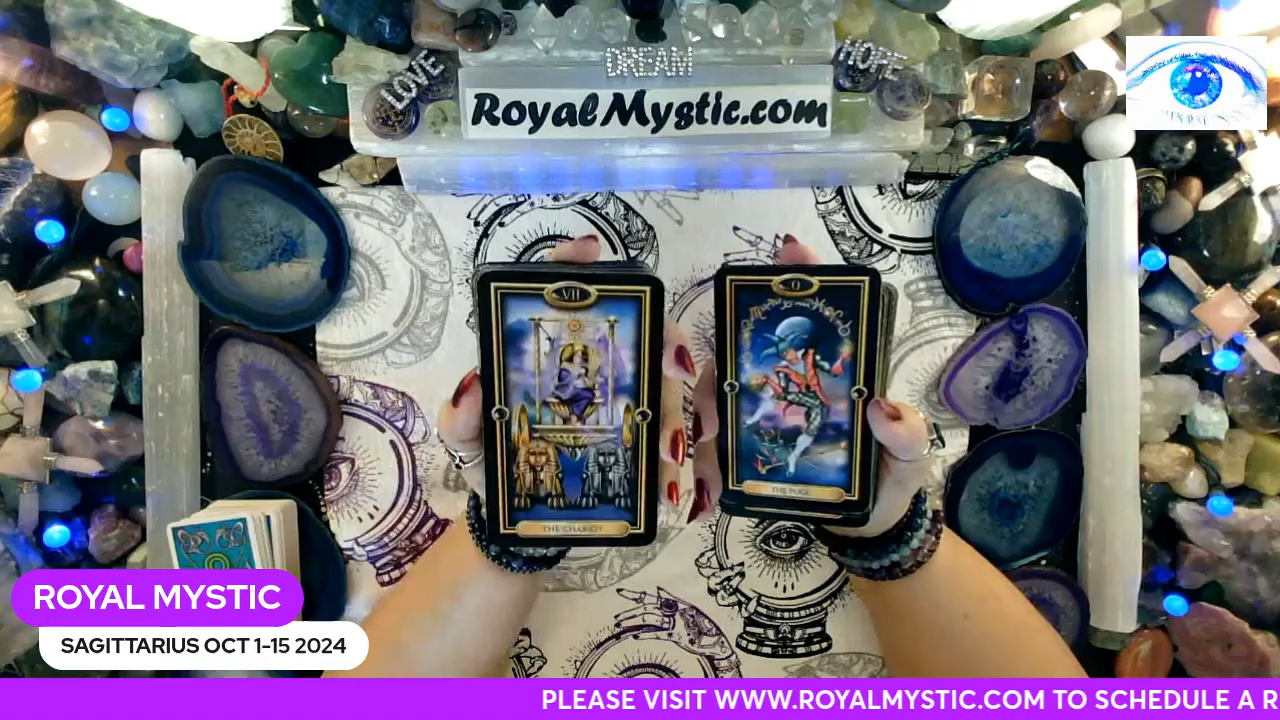 DREAM
LOVE
HOPE
RoyalMystic.com
VII
0
THE CHARIOT
THE FOOL
ROYAL MYSTIC
SAGITTARIUS OCT 1-15 2024
PLEASE VISIT WWW.ROYALMYSTIC.COM TO SCHEDULE A R